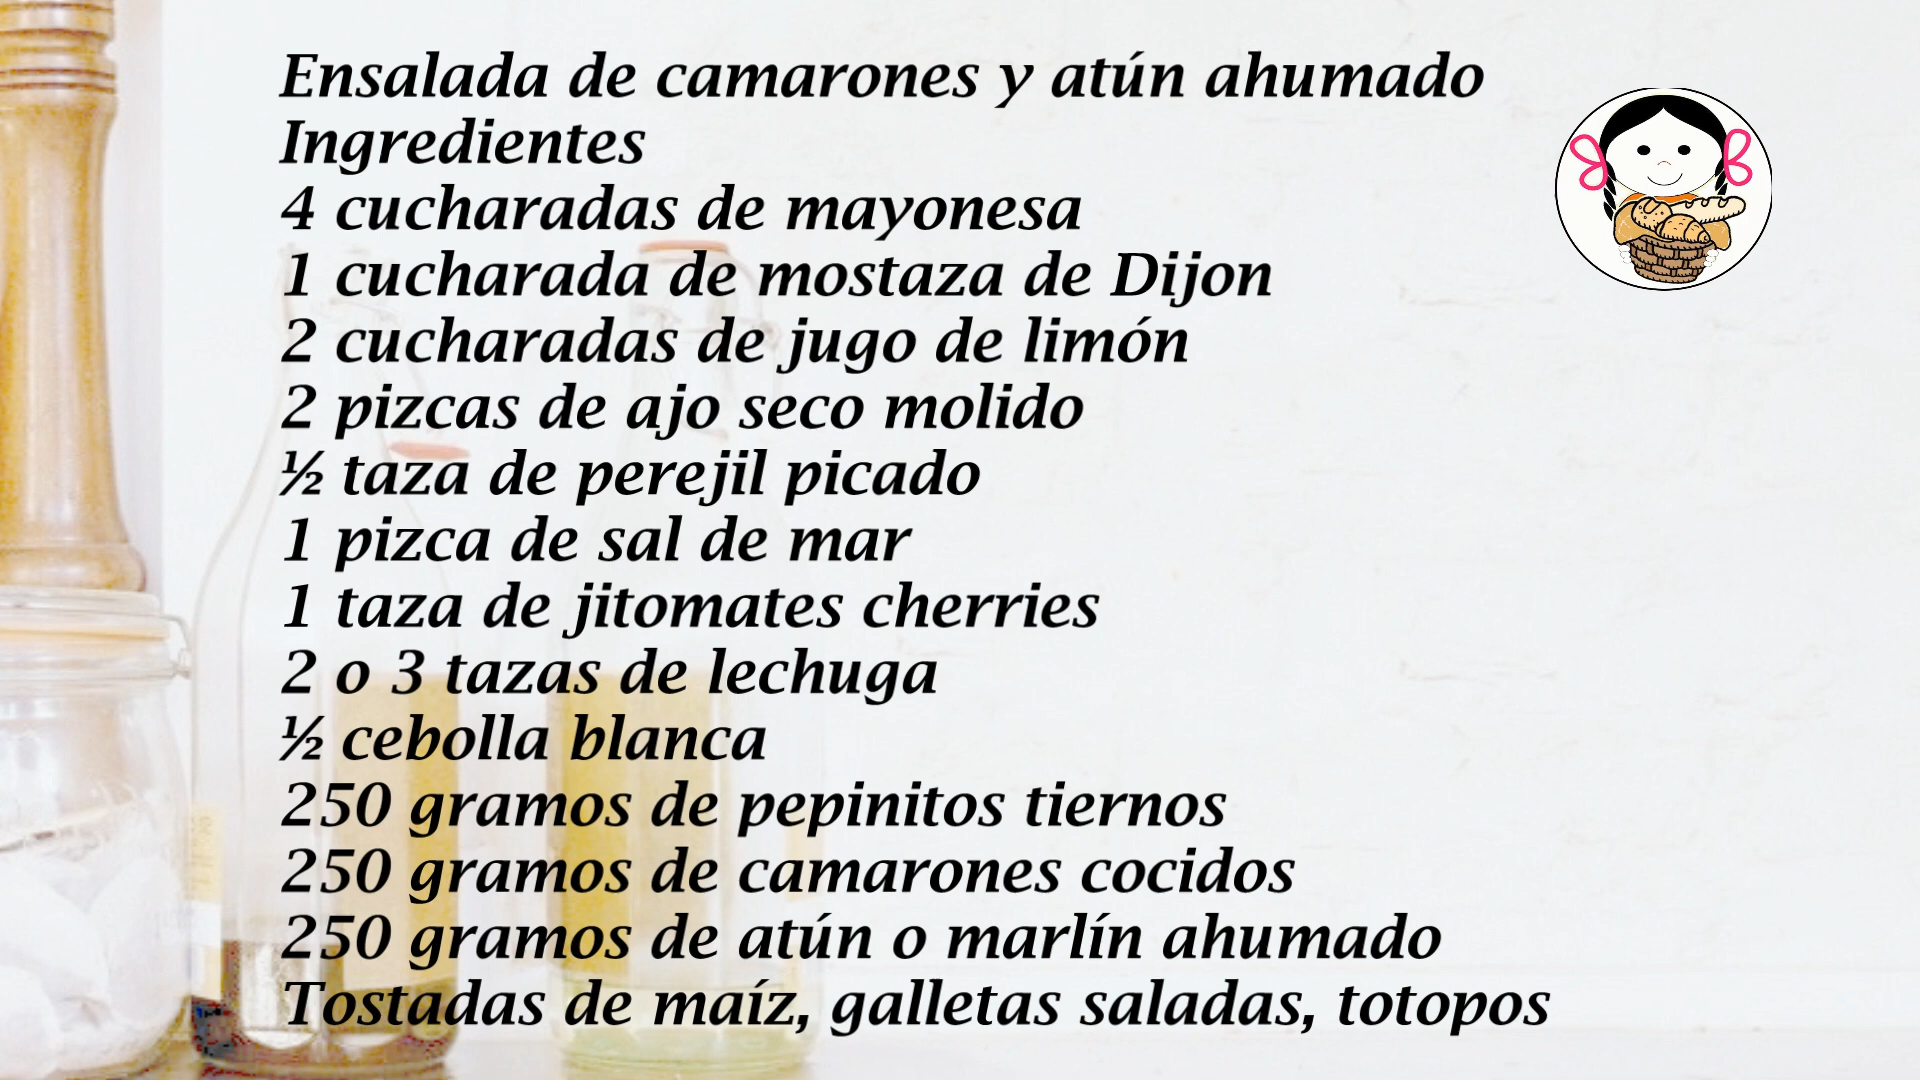 Ensalada de camarones y atún ahumado
Ingredientes
4 cucharadas de mayonesa
1 cucharada de mostaza de Dijon
2 cucharadas de jugo de limón
2 pizcas de ajo seco molido
½ taza de perejil picado
1 pizca de sal de mar
1 taza de jitomates cherries
2 o 3 tazas de lechuga
½ cebolla blanca
250 gramos de pepinitos tiernos
250 gramos de camarones cocidos
250 gramos de atún o marlín ahumado
Tostadas de maíz, galletas saladas, totopos